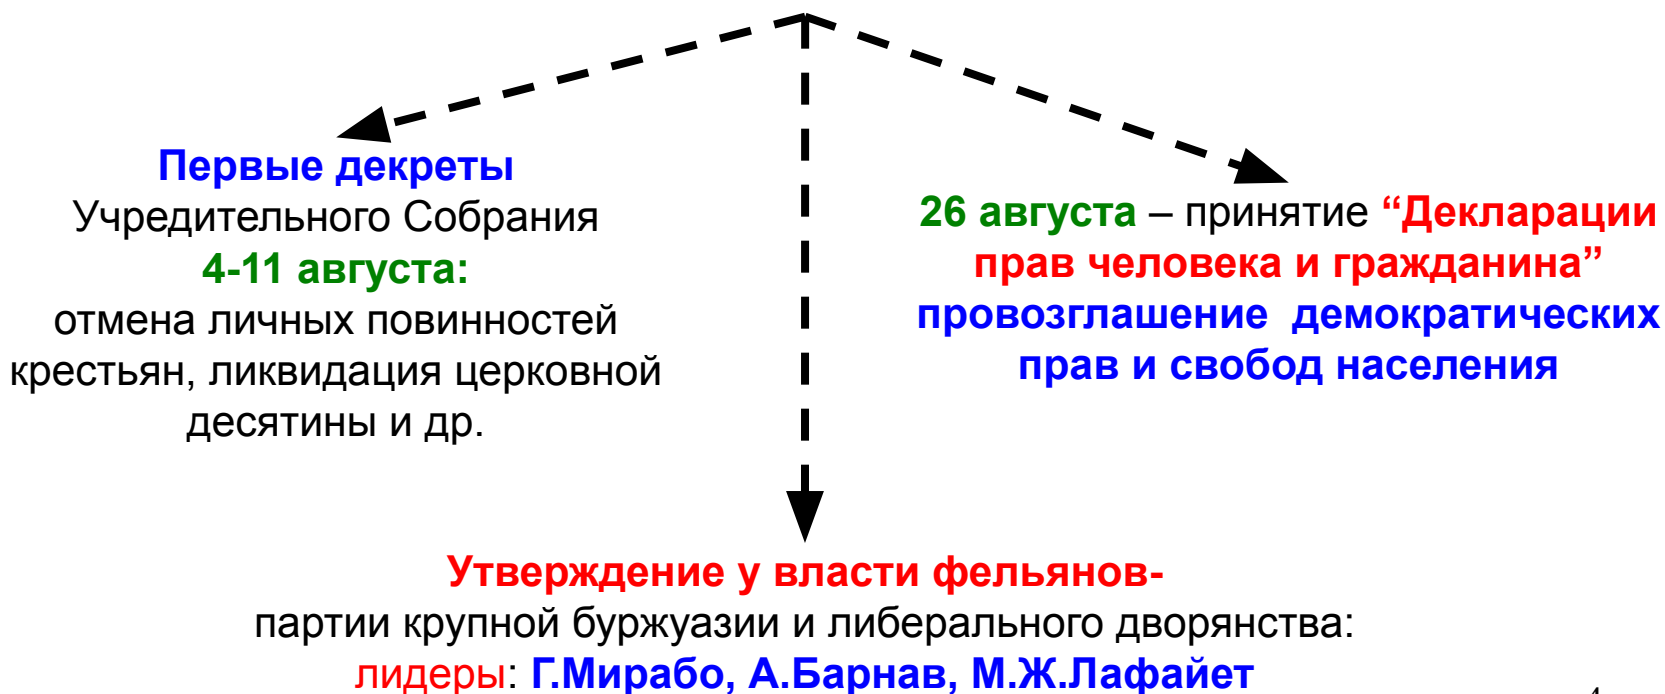 Первые декреты
Учредительного Собрания
4-11 августа:
отмена личных повинностей
крестьян, ликвидация церковной
десятины и др.
26 августа – принятие “Декларации
прав человека и гражданина”
провозглашение демократических
прав и свобод населения
Утверждение у власти фельянов-
партии крупной буржуазии и либерального дворянства:
лидеры: Г.Мирабо, А.Барнав, М.Ж.Лафайет